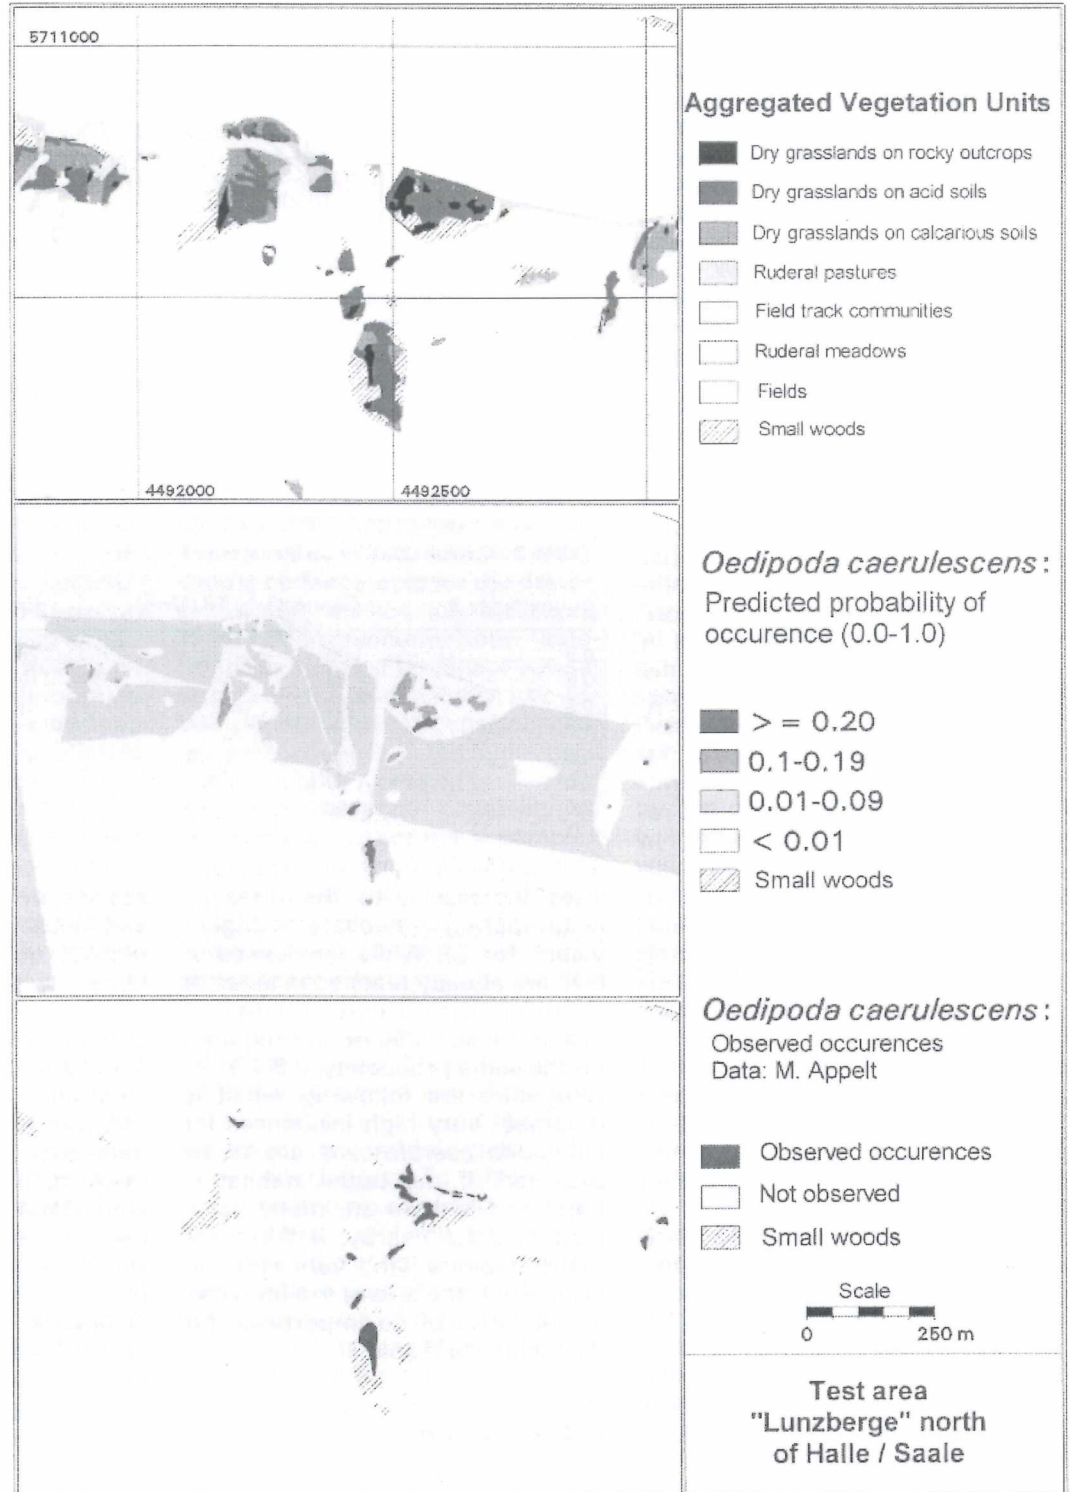 5711000
4492000
4492500
Aggregated Vegetation Units
Dry grasslands on rocky outcrops
Dry grasslands on acid soils
Dry grasslands on calcarious soils
Ruderal pastures
Field track communities
Ruderal meadows
Fields
Small woods
Oedipoda caerulescens:
Predicted probability of
occurence (0.0-1.0)
> = 0.20
0.1-0.19
0.01-0.09
< 0.01
Small woods
Oedipoda caerulescens:
Observed occurences
Data: M. Appelt
Observed occurences
Not observed
Small woods
Scale
0 250 m
Test area
"Lunzberge" north
of Halle / Saale